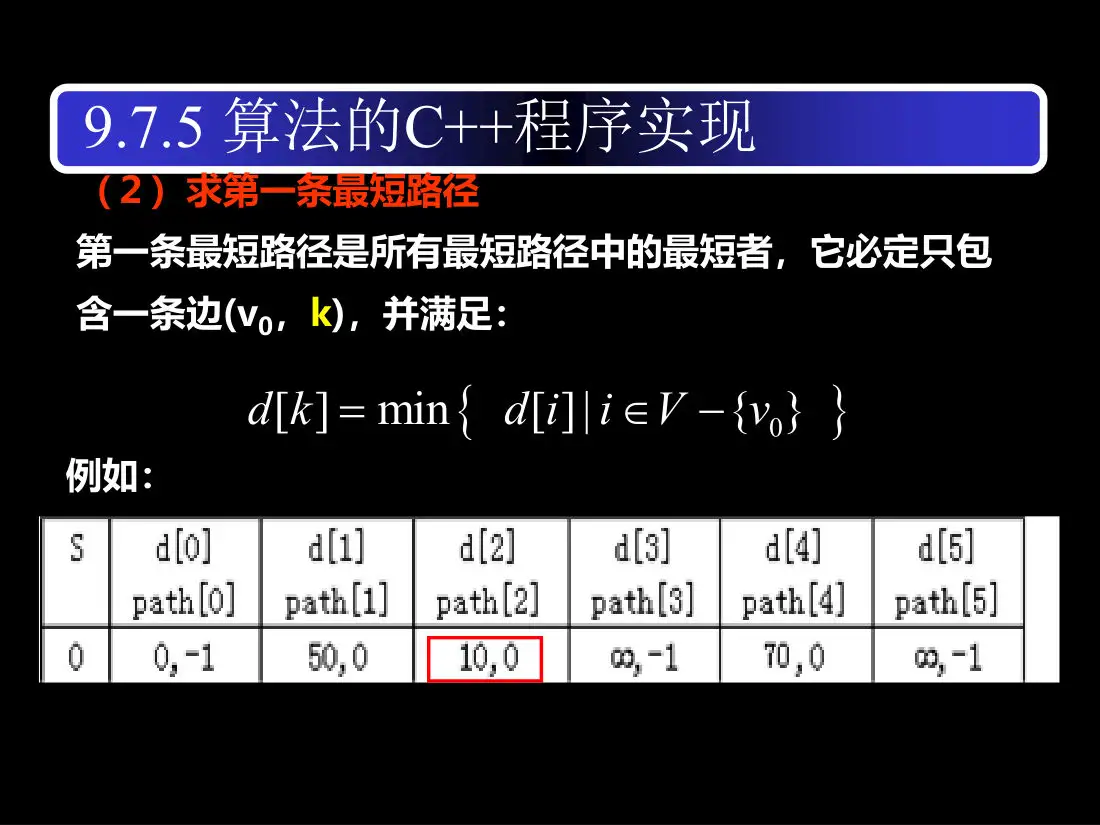 9.7.5 算法的C++程序实现
（2）求第一条最短路径
第一条最短路径是所有最短路径中的最短者，它必定只包
含一条边(v₀，k)，并满足：
d[k] = min{ d[i] | i ∈ V − {v₀} }
例如：
S d[0] d[1] d[2] d[3] d[4] d[5]
path[0] path[1] path[2] path[3] path[4] path[5]
0 0,-1 50,0 10,0 ∞,-1 70,0 ∞,-1